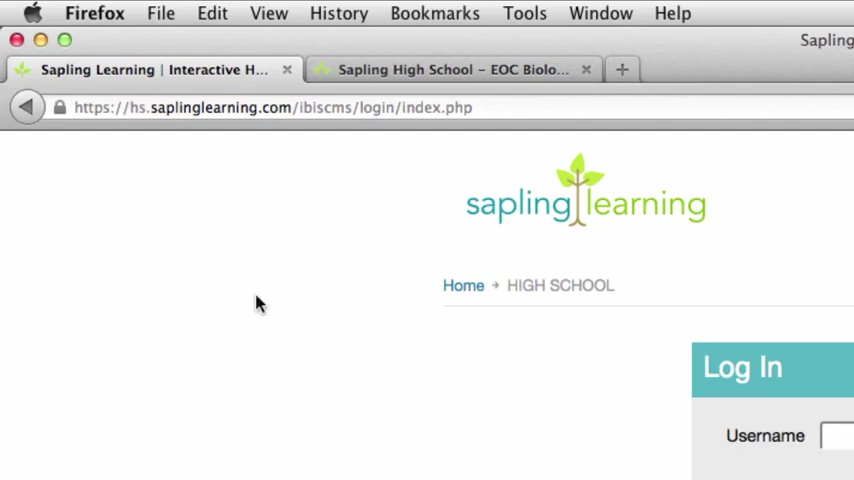 Firefox File Edit View History Bookmarks Tools Window Help
Sapling
Sapling Learning | Interactive H...
Sapling High School - EOC Biolo...
https://hs.saplinglearning.com/ibiscms/login/index.php
sapling learning
Home → HIGH SCHOOL
Log In
Username